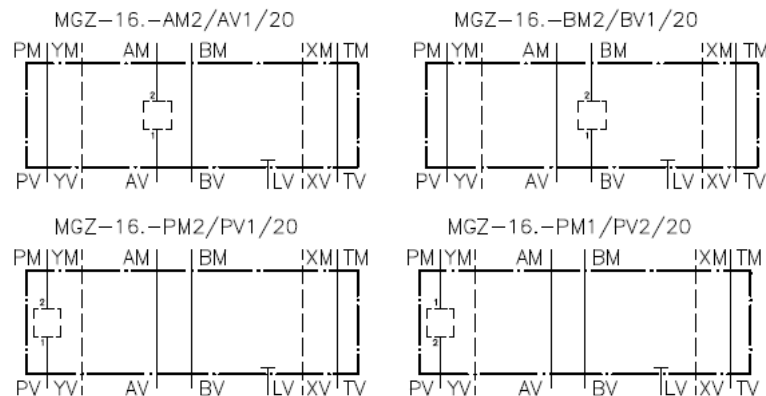 MGZ-16.-AM2/AV1/20 MGZ-16.-BM2/BV1/20
PM YM AM BM XM TM PM YM AM BM XM TM
2 2
1 1
PV YV AV BV LV XV TV PV YV AV BV LV XV TV
MGZ-16.-PM2/PV1/20 MGZ-16.-PM1/PV2/20
PM YM AM BM XM TM PM YM AM BM XM TM
2 1
1 2
PV YV AV BV LV XV TV PV YV AV BV LV XV TV